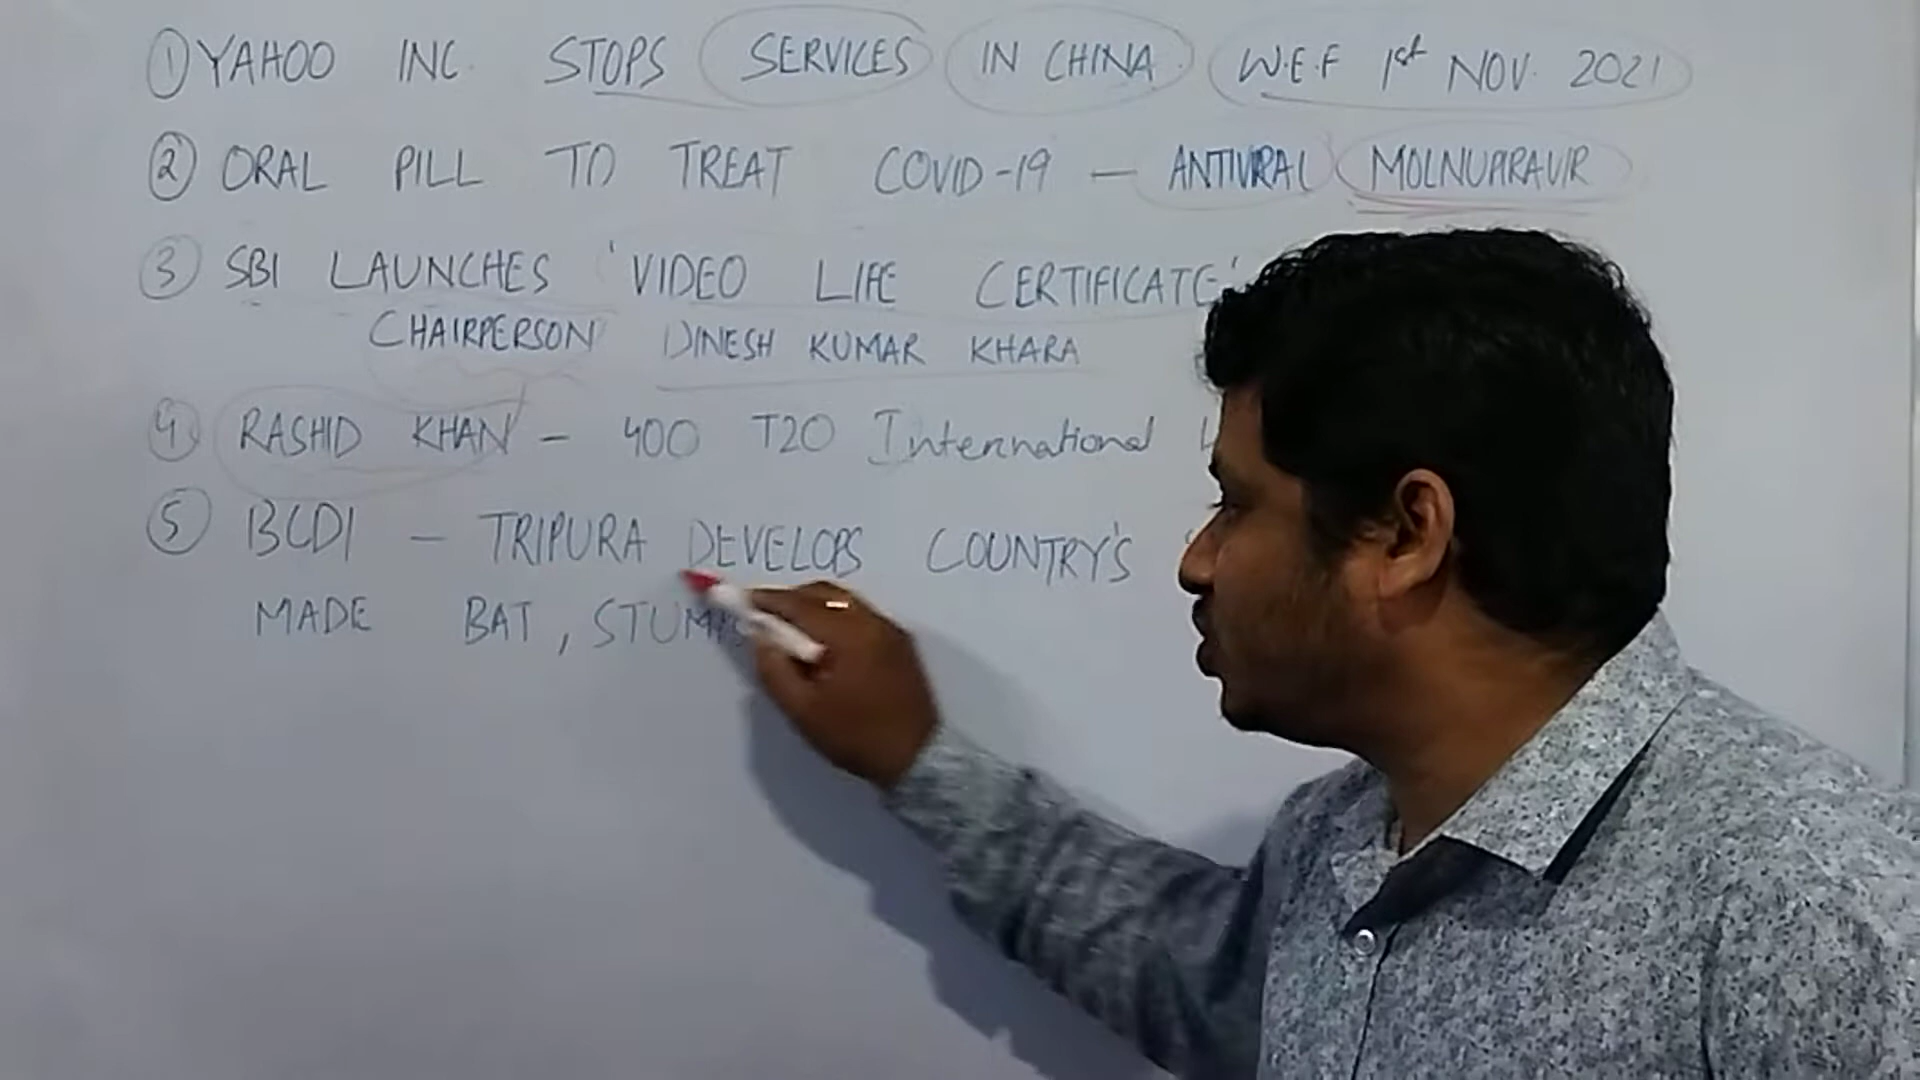 ① YAHOO INC. STOPS SERVICES IN CHINA W.E.F 1st NOV. 2021
② ORAL PILL TO TREAT COVID-19 — ANTIVIRAL MOLNUPIRAVIR
③ SBI LAUNCHES 'VIDEO LIFE CERTIFICATE'
CHAIRPERSON DINESH KUMAR KHARA
④ RASHID KHAN - 400 T20 International
⑤ BCDI - TRIPURA DEVELOPS COUNTRY'S
MADE BAT, STUMPS